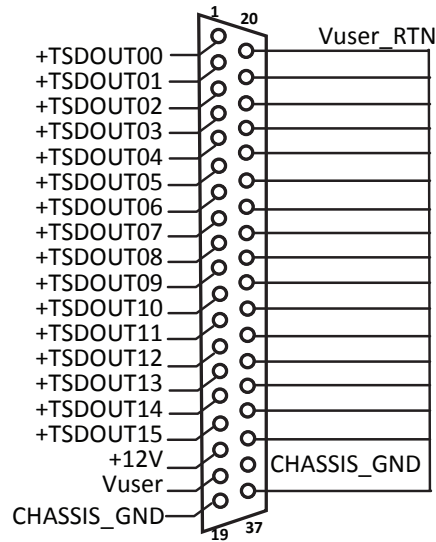 1 20
Vuser_RTN
+TSDOUT00
+TSDOUT01
+TSDOUT02
+TSDOUT03
+TSDOUT04
+TSDOUT05
+TSDOUT06
+TSDOUT07
+TSDOUT08
+TSDOUT09
+TSDOUT10
+TSDOUT11
+TSDOUT12
+TSDOUT13
+TSDOUT14
+TSDOUT15
+12V CHASSIS_GND
Vuser
CHASSIS_GND
19 37